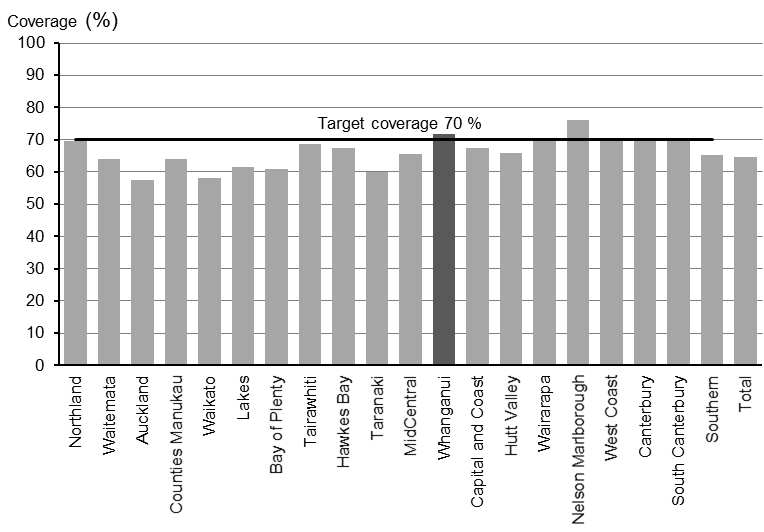 Coverage (%)
100
90
80
Target coverage 70 %
70
60
50
40
30
20
10
0
Northland
Waitemata
Auckland
Counties Manukau
Waikato
Lakes
Bay of Plenty
Tairawhiti
Hawkes Bay
Taranaki
MidCentral
Whanganui
Capital and Coast
Hutt Valley
Wairarapa
Nelson Marlborough
West Coast
Canterbury
South Canterbury
Southern
Total